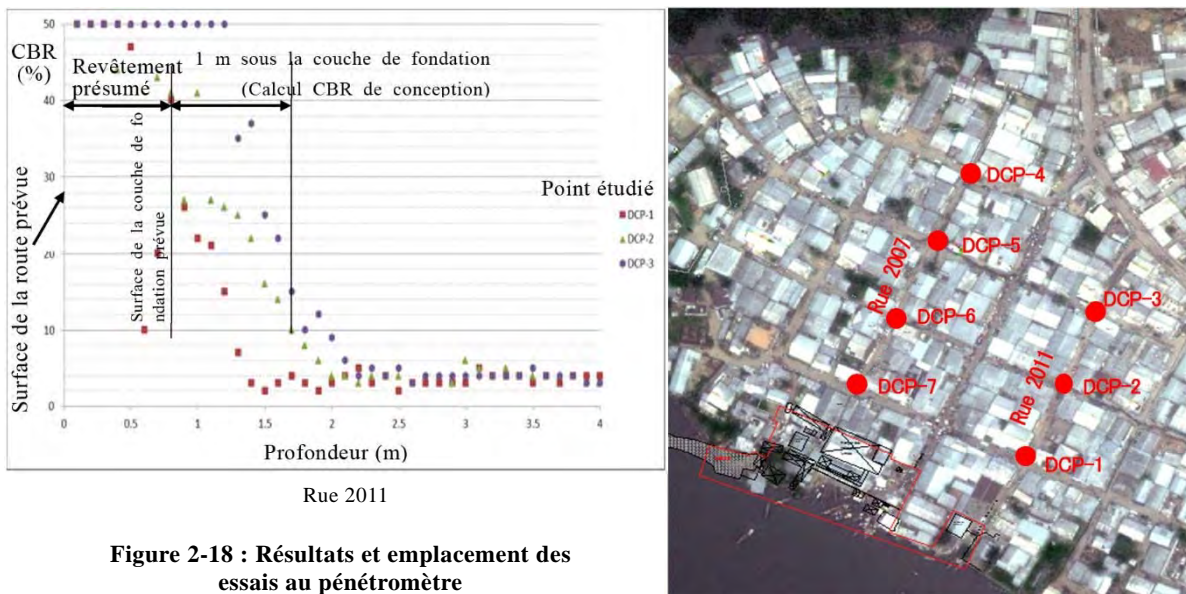 50
CBR
(%)
Revêtement
présumé
1 m sous la couche de fondation
(Calcul CBR de conception)
40
30
20
10
0
Surface de la route prévue
Surface de la couche de fo
ndation prévue
Point étudié
DCP-1
DCP-2
DCP-3
0 0.5 1 1.5 2 2.5 3 3.5 4
Profondeur (m)
Rue 2011
Figure 2-18 : Résultats et emplacement des
essais au pénétromètre
DCP-4
DCP-5
Rue 2007
DCP-3
DCP-6
DCP-7
Rue 2011
DCP-2
DCP-1